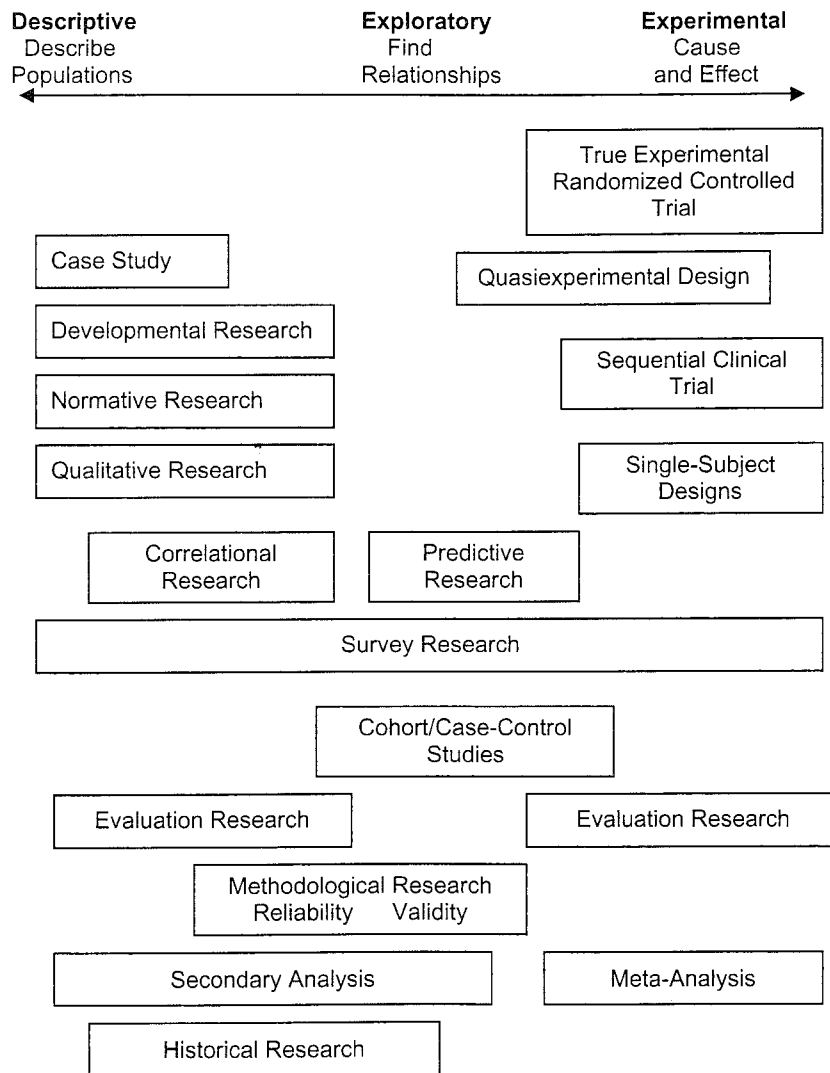 Descriptive
Describe
Populations
Exploratory
Find
Relationships
Experimental
Cause
and Effect
True Experimental
Randomized Controlled
Trial
Case Study
Quasiexperimental Design
Developmental Research
Sequential Clinical
Trial
Normative Research
Qualitative Research
Single-Subject
Designs
Correlational
Research
Predictive
Research
Survey Research
Cohort/Case-Control
Studies
Evaluation Research
Evaluation Research
Methodological Research
Reliability Validity
Secondary Analysis
Meta-Analysis
Historical Research